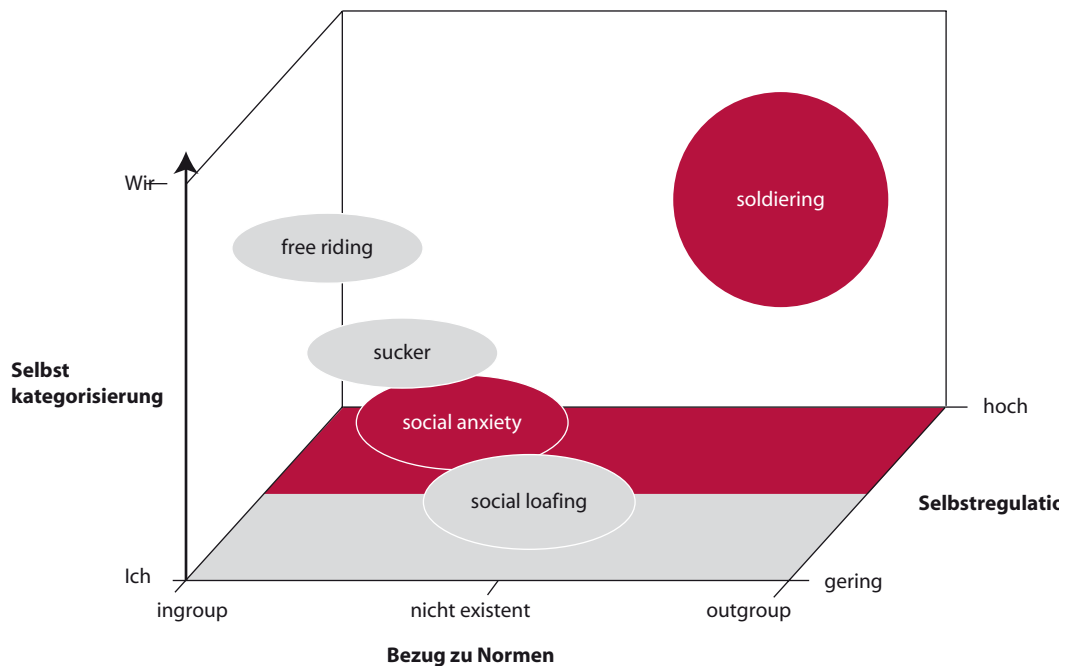 Wir
soldiering
free riding
sucker
Selbst
kategorisierung
hoch
social anxiety
social loafing
Selbstregulatio
Ich
gering
ingroup
nicht existent
outgroup
Bezug zu Normen